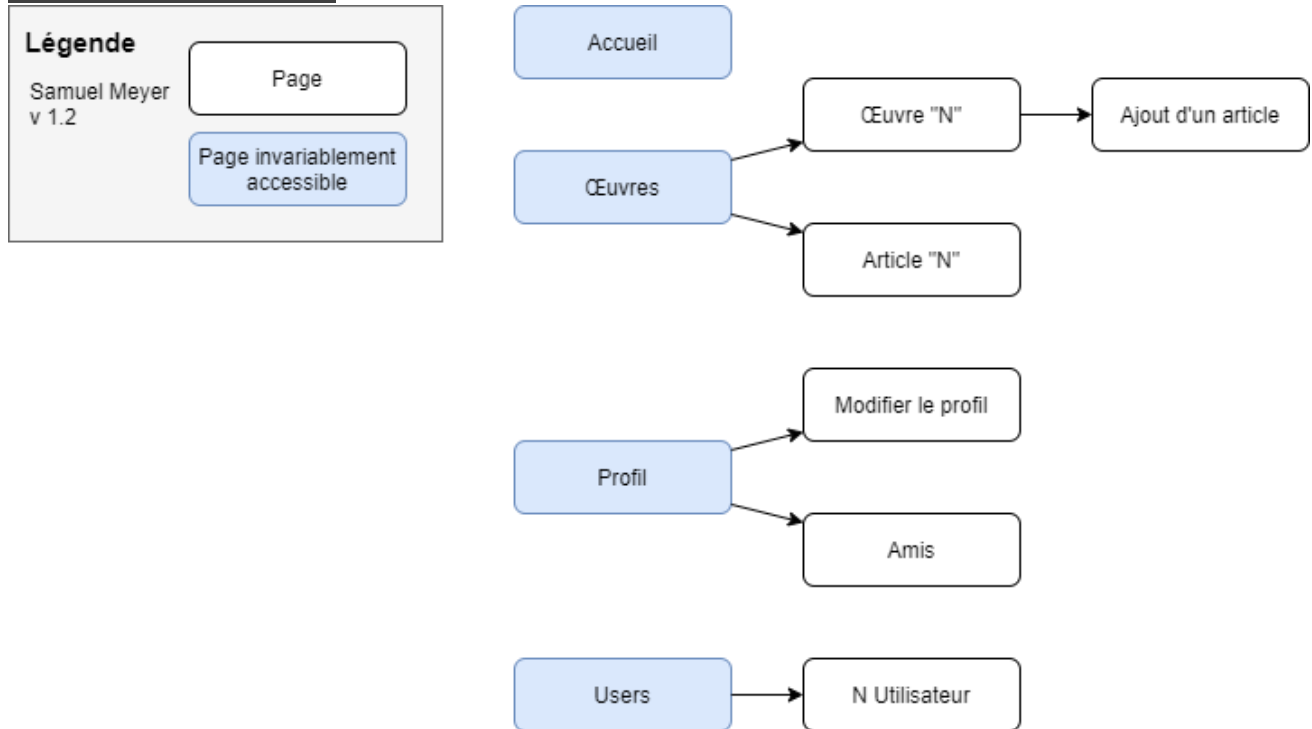 Légende
Samuel Meyer
v 1.2
Page
Page invariablement
accessible
Accueil
Œuvres
Œuvre "N"
Ajout d'un article
Article "N"
Profil
Modifier le profil
Amis
Users
N Utilisateur